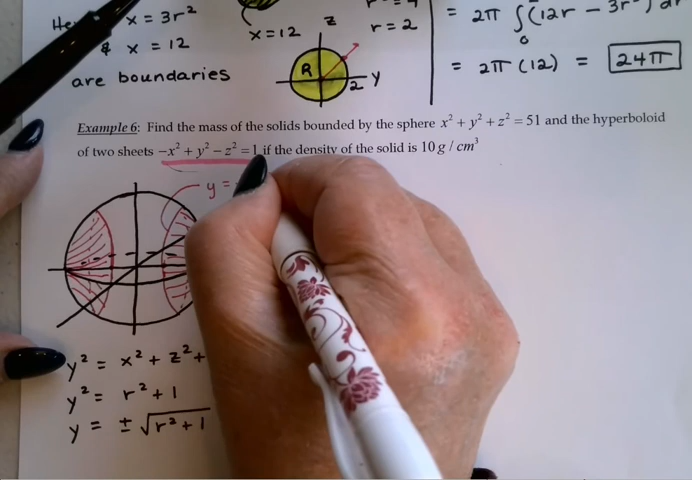 x = 3r²
& x = 12
are boundaries
x = 12
z
R
2 y
r = 2
= 2π ∫ (12r − 3r
0
= 2π (12) = 24π
Example 6: Find the mass of the solids bounded by the sphere x² + y² + z² = 51 and the hyperboloid
of two sheets −x² + y² − z² = 1 if the density of the solid is 10 g / cm³
y =
y² = x² + z² +
y² = r² + 1
y = ± √(r² + 1)